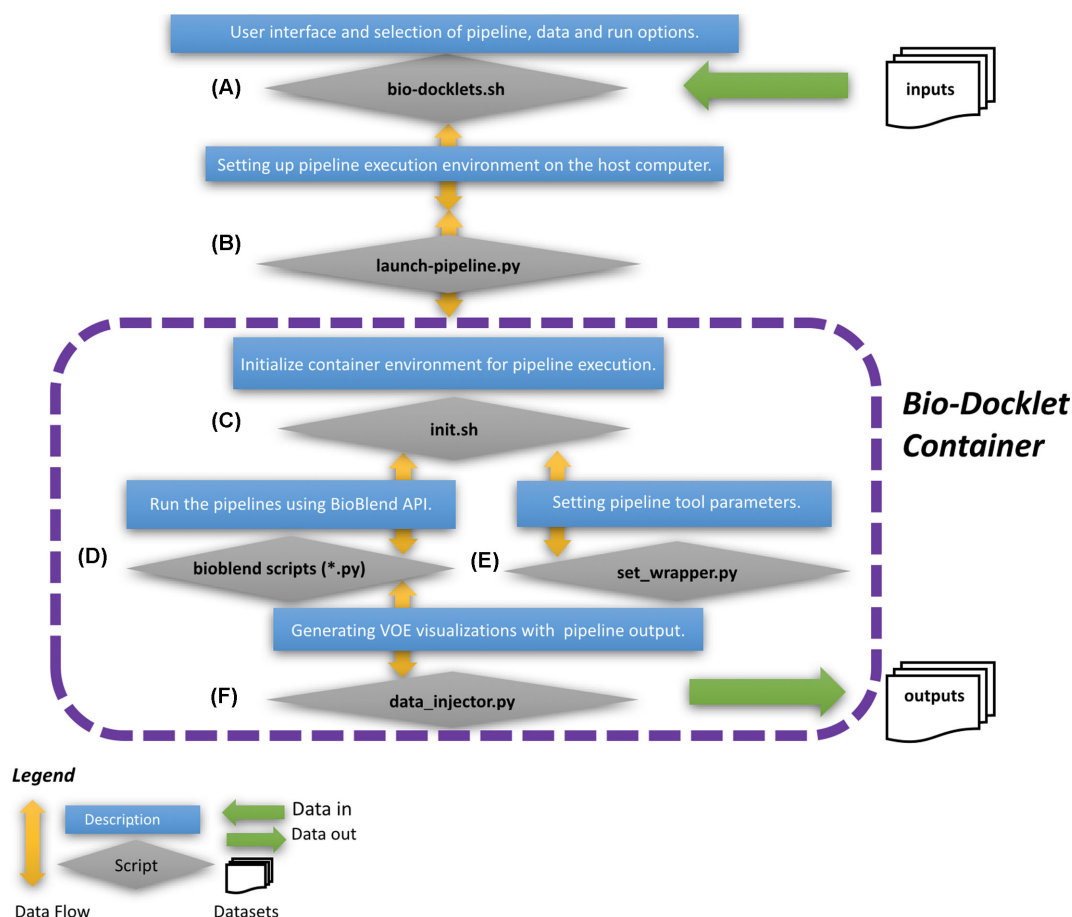 User interface and selection of pipeline, data and run options.
(A)
bio-docklets.sh
inputs
Setting up pipeline execution environment on the host computer.
(B)
launch-pipeline.py
Initialize container environment for pipeline execution.
(C)
init.sh
Bio-Docklet
Container
Run the pipelines using BioBlend API.
Setting pipeline tool parameters.
(D)
bioblend scripts (*.py)
(E)
set_wrapper.py
Generating VOE visualizations with pipeline output.
(F)
data_injector.py
outputs
Legend
Description
Data in
Data out
Script
Data Flow
Datasets